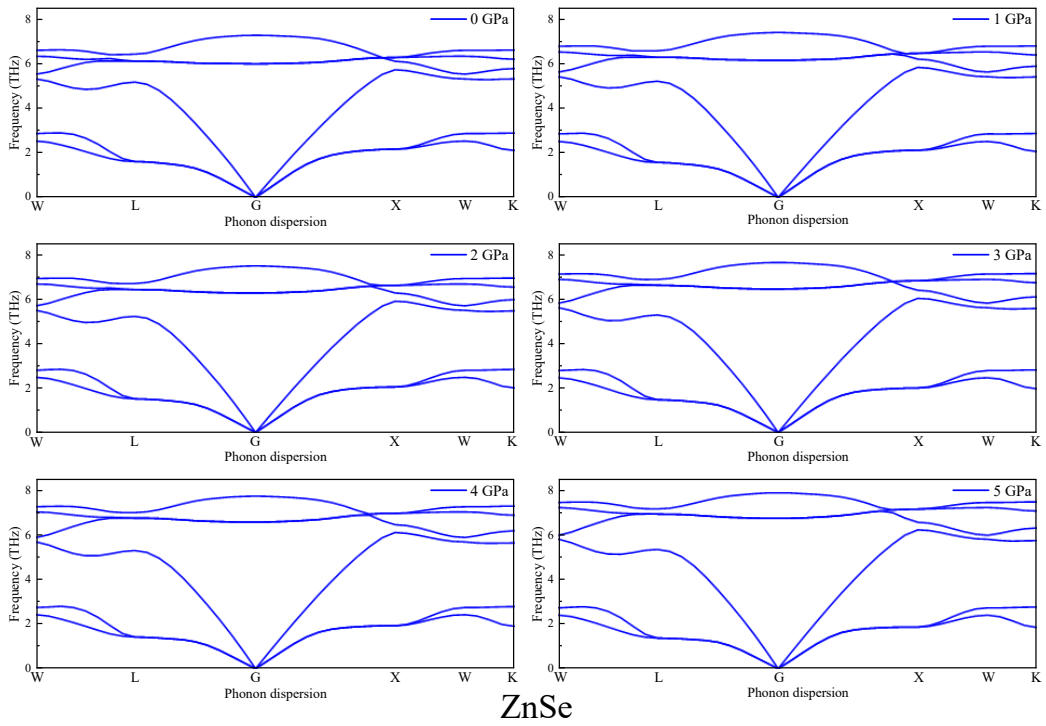 0 GPa
1 GPa
8
6
4
2
0
Frequency (THz)
W L G X W K
Phonon dispersion
8
6
4
2
0
Frequency (THz)
W L G X W K
Phonon dispersion
2 GPa
3 GPa
8
6
4
2
0
Frequency (THz)
W L G X W K
Phonon dispersion
8
6
4
2
0
Frequency (THz)
W L G X W K
Phonon dispersion
4 GPa
5 GPa
8
6
4
2
0
Frequency (THz)
W L G X W K
Phonon dispersion
8
6
4
2
0
Frequency (THz)
W L G X W K
Phonon dispersion
ZnSe